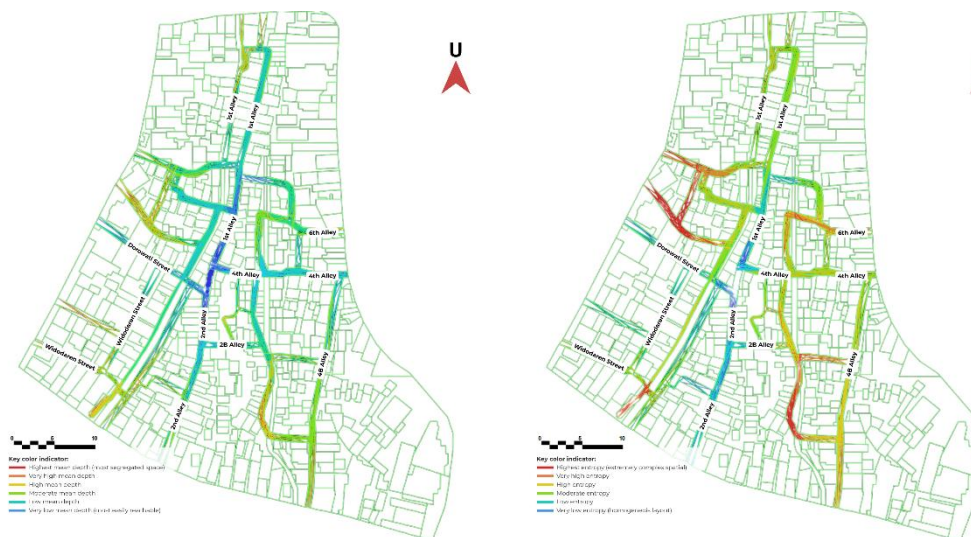 U
1st Alley
1st Alley
1st Alley
6th Alley
Dorowati Street
4th Alley
4th Alley
Widoderen Street
2nd Alley
2B Alley
Widoderen Street
4B Alley
2nd Alley
0 5 10
Key color indicator:
Highest mean depth (most segregated space)
Very high mean depth
High mean depth
Moderate mean depth
Low mean depth
Very low mean depth (most easily reachable)
1st Alley
1st Alley
1st Alley
6th Alley
Dorowati Street
4th Alley
4th Alley
Widoderen Street
2nd Alley
2B Alley
Widoderen Street
4B Alley
2nd Alley
0 5 10
Key color indicator:
Highest entropy (extremely complex spatial)
Very high entropy
High entropy
Moderate entropy
Low entropy
Very low entropy (homogenesis layout)